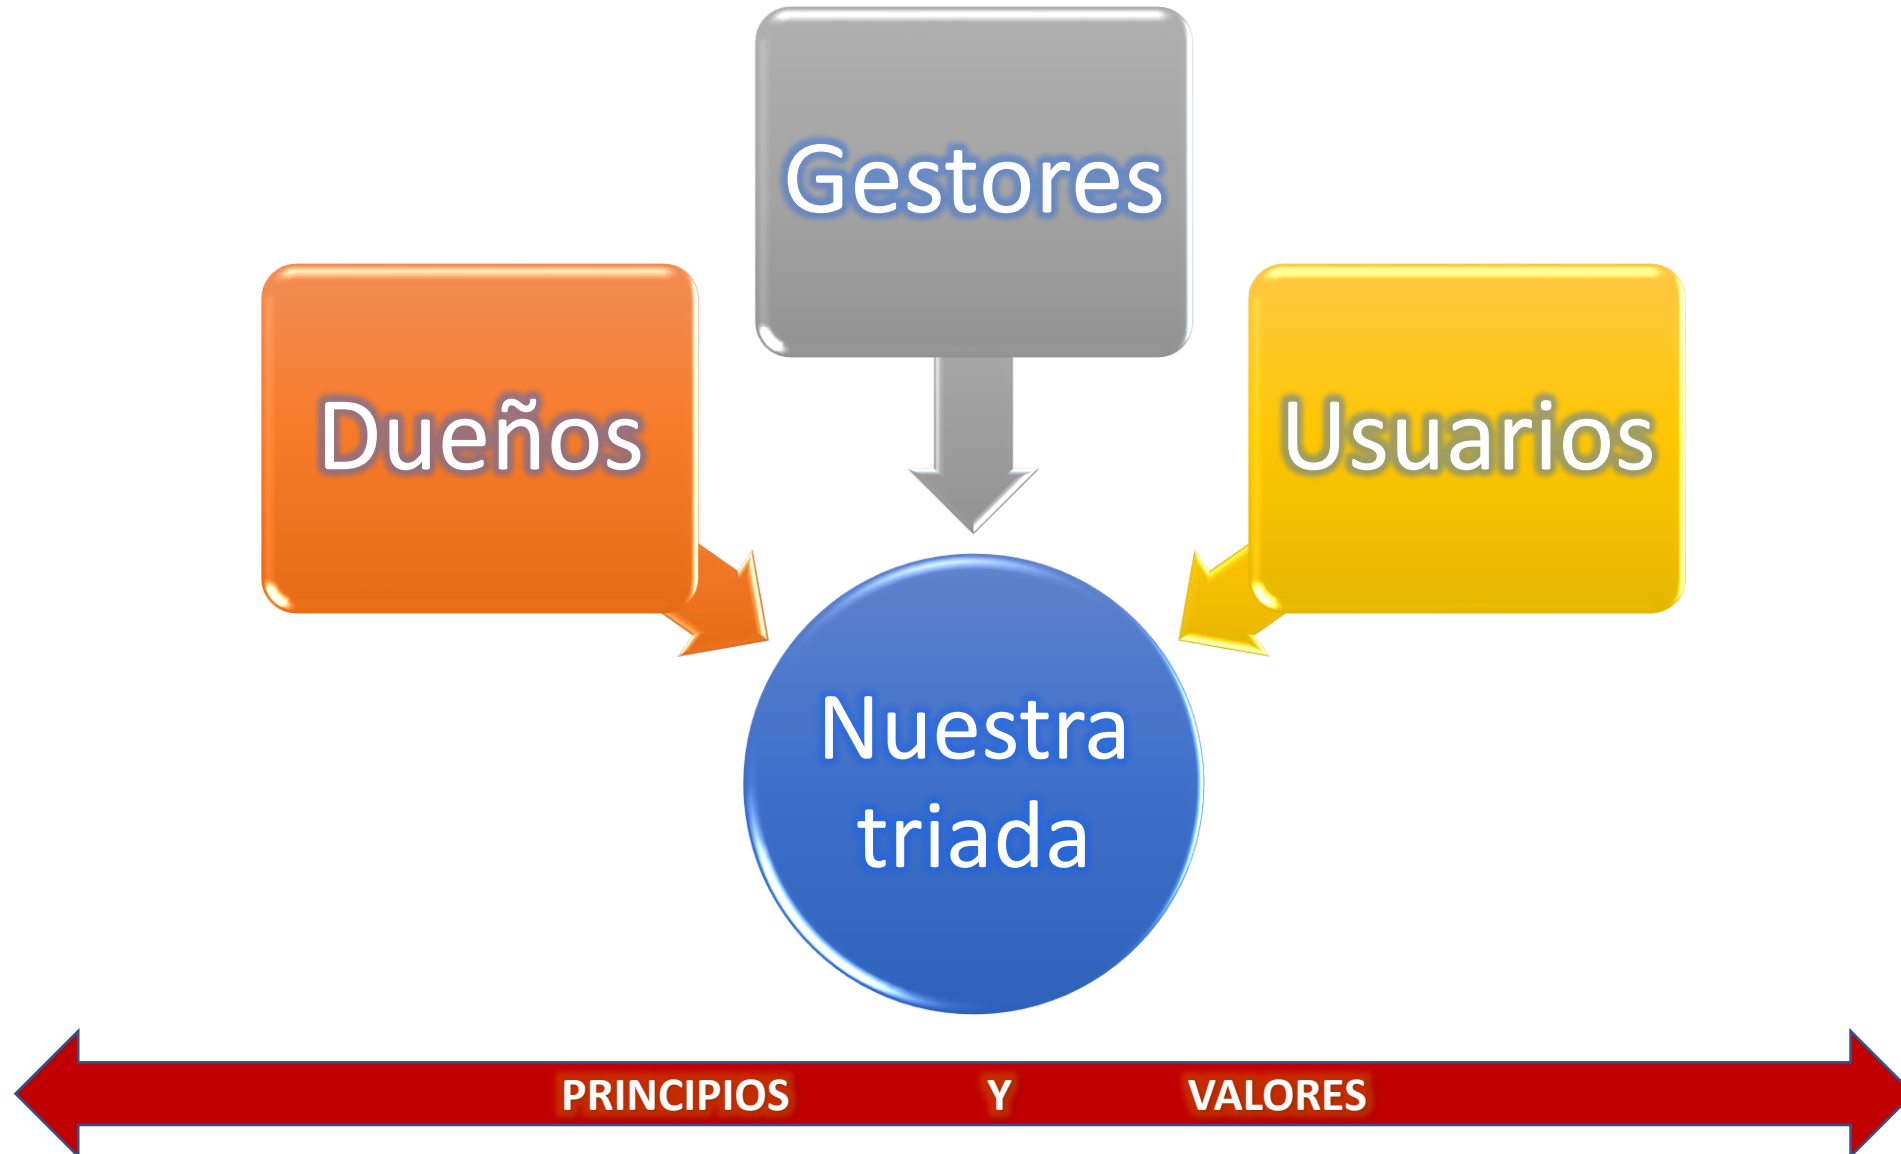 Gestores
Dueños
Usuarios
Nuestra
triada
PRINCIPIOS Y VALORES